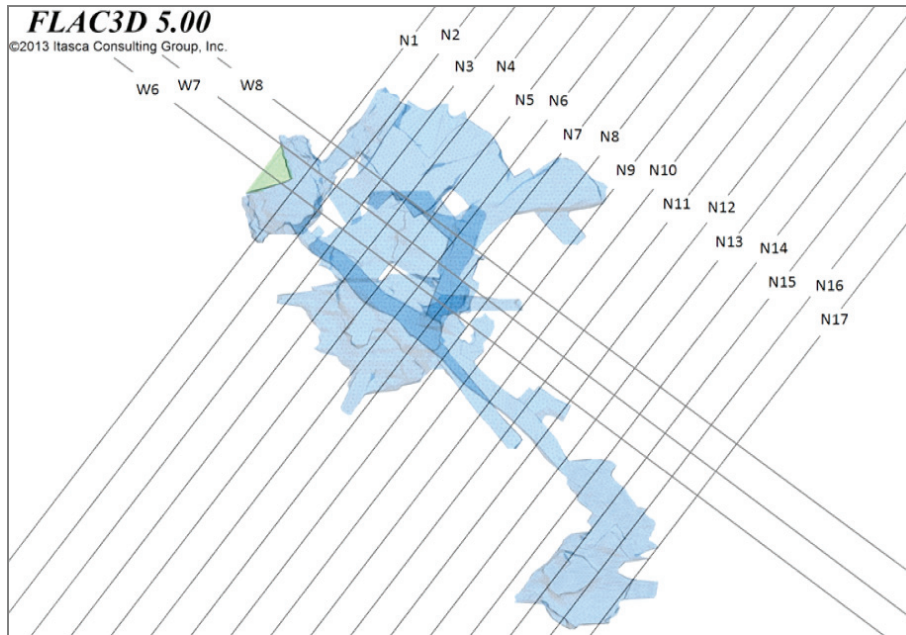 FLAC3D 5.00
©2013 Itasca Consulting Group, Inc.
N1
N2
N3
N4
W6
W7
W8
N5
N6
N7
N8
N9
N10
N11
N12
N13
N14
N15
N16
N17